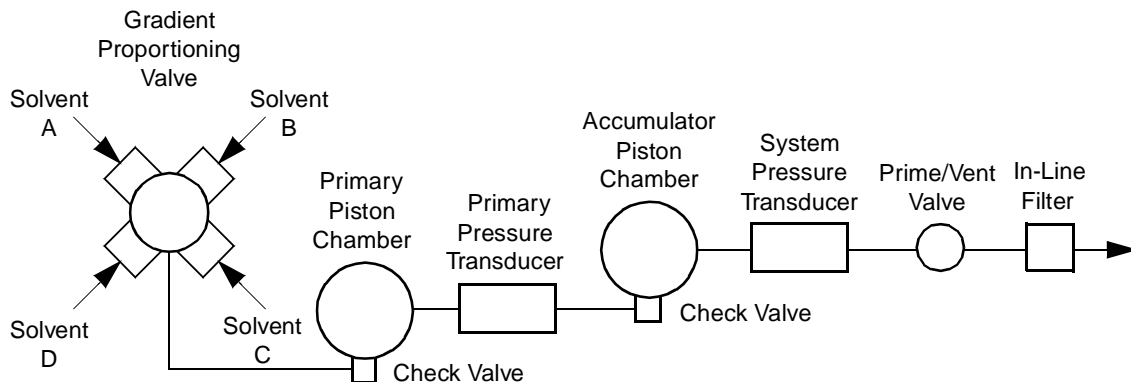 Gradient
Proportioning
Valve
Solvent
A
Solvent
B
Solvent
D
Solvent
C
Primary
Piston
Chamber
Check Valve
Primary
Pressure
Transducer
Accumulator
Piston
Chamber
Check Valve
System
Pressure
Transducer
Prime/Vent
Valve
In-Line
Filter